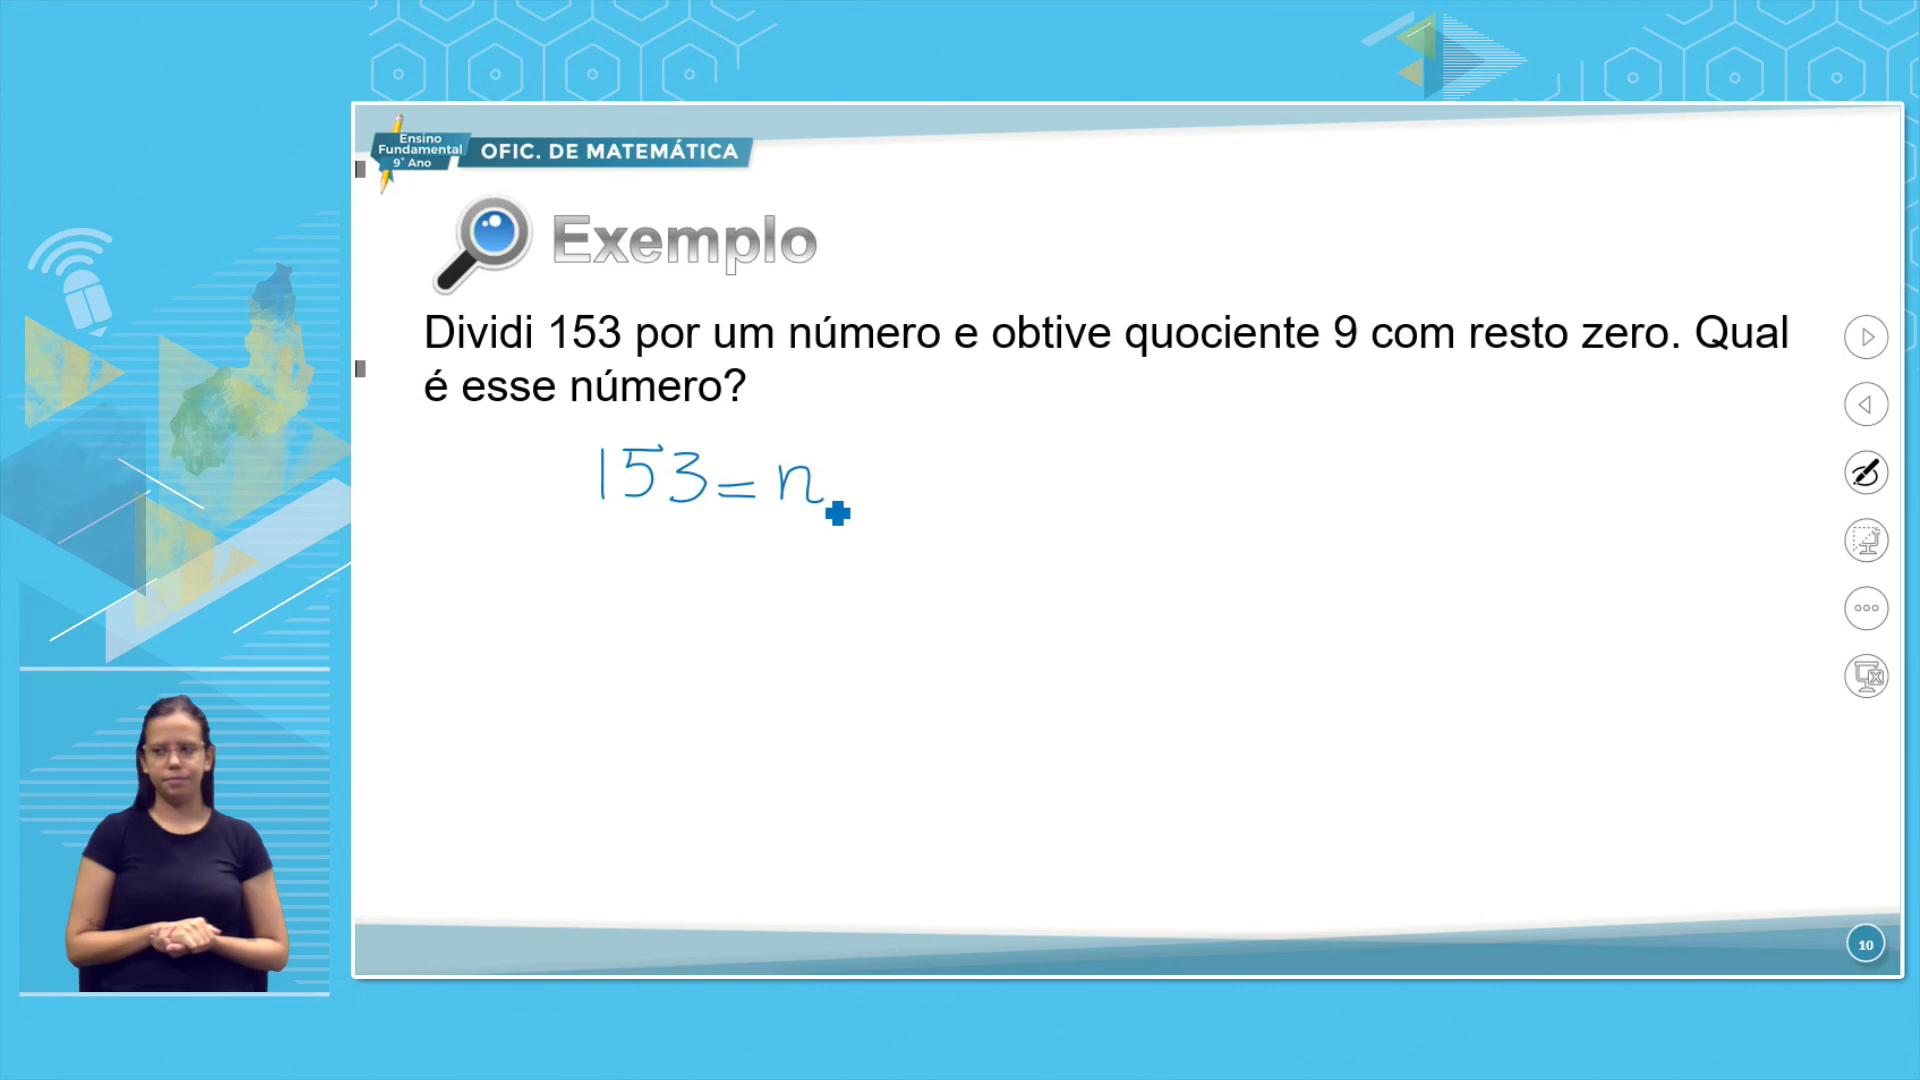 Ensino
Fundamental
9° Ano
OFIC. DE MATEMÁTICA
Exemplo
Dividi 153 por um número e obtive quociente 9 com resto zero. Qual
é esse número?
153 = n
10